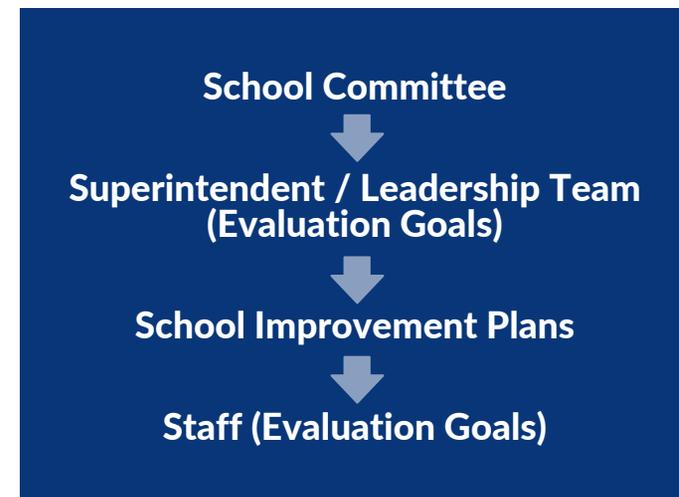 School Committee
Superintendent / Leadership Team
(Evaluation Goals)
School Improvement Plans
Staff (Evaluation Goals)